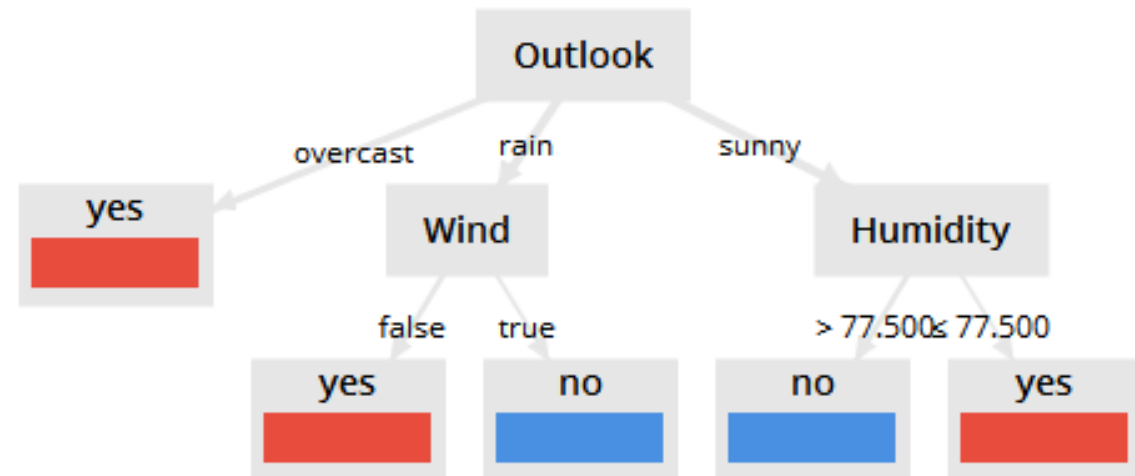 Outlook
overcast
rain
sunny
yes
Wind
Humidity
false
true
> 77.500
≤ 77.500
yes
no
no
yes